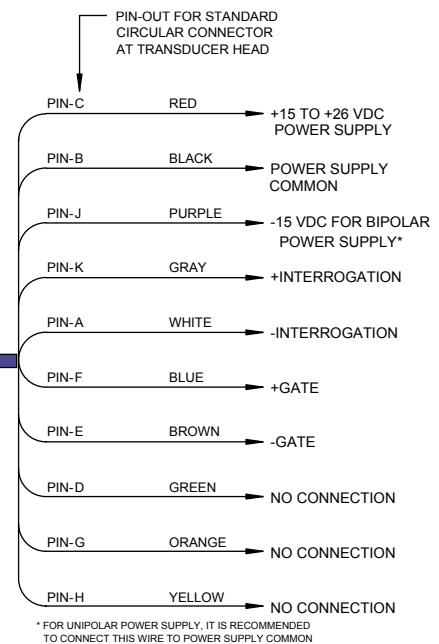 PIN-OUT FOR STANDARD
CIRCULAR CONNECTOR
AT TRANSDUCER HEAD
PIN-C RED +15 TO +26 VDC
POWER SUPPLY
PIN-B BLACK POWER SUPPLY
COMMON
PIN-J PURPLE -15 VDC FOR BIPOLAR
POWER SUPPLY*
PIN-K GRAY +INTERROGATION
PIN-A WHITE -INTERROGATION
PIN-F BLUE +GATE
PIN-E BROWN -GATE
PIN-D GREEN NO CONNECTION
PIN-G ORANGE NO CONNECTION
PIN-H YELLOW NO CONNECTION
* FOR UNIPOLAR POWER SUPPLY, IT IS RECOMMENDED
TO CONNECT THIS WIRE TO POWER SUPPLY COMMON